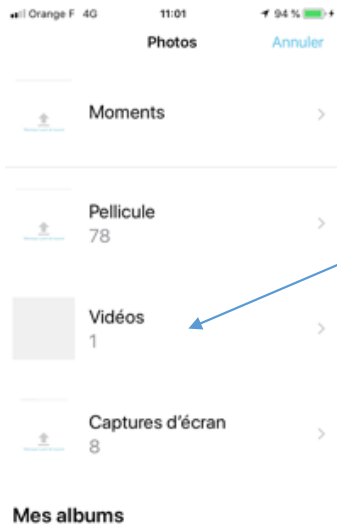 Orange F 4G 11:01 94 %
Photos Annuler
Moments
Pellicule
78
Vidéos
1
Captures d'écran
8
Mes albums